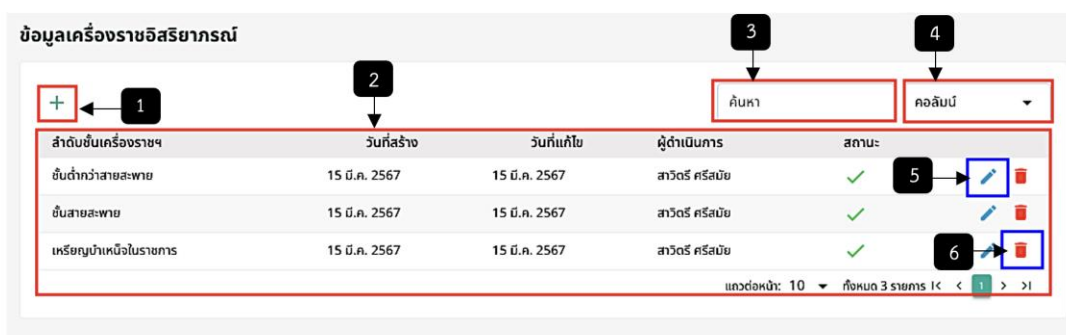 ข้อมูลเครื่องราชอิสริยาภรณ์
3 4
2
+ 1 ค้นหา คอลัมน์
ลำดับชั้นเครื่องราชฯ วันที่สร้าง วันที่แก้ไข ผู้ดำเนินการ สถานะ
ชั้นต่ำกว่าสายสะพาย 15 มี.ค. 2567 15 มี.ค. 2567 สาวิตรี ศรีสมัย 5
ชั้นสายสะพาย 15 มี.ค. 2567 15 มี.ค. 2567 สาวิตรี ศรีสมัย
เหรียญบำเหน็จในราชการ 15 มี.ค. 2567 15 มี.ค. 2567 สาวิตรี ศรีสมัย 6
แถวต่อหน้า: 10 ทั้งหมด 3 รายการ |< < 1 > >|